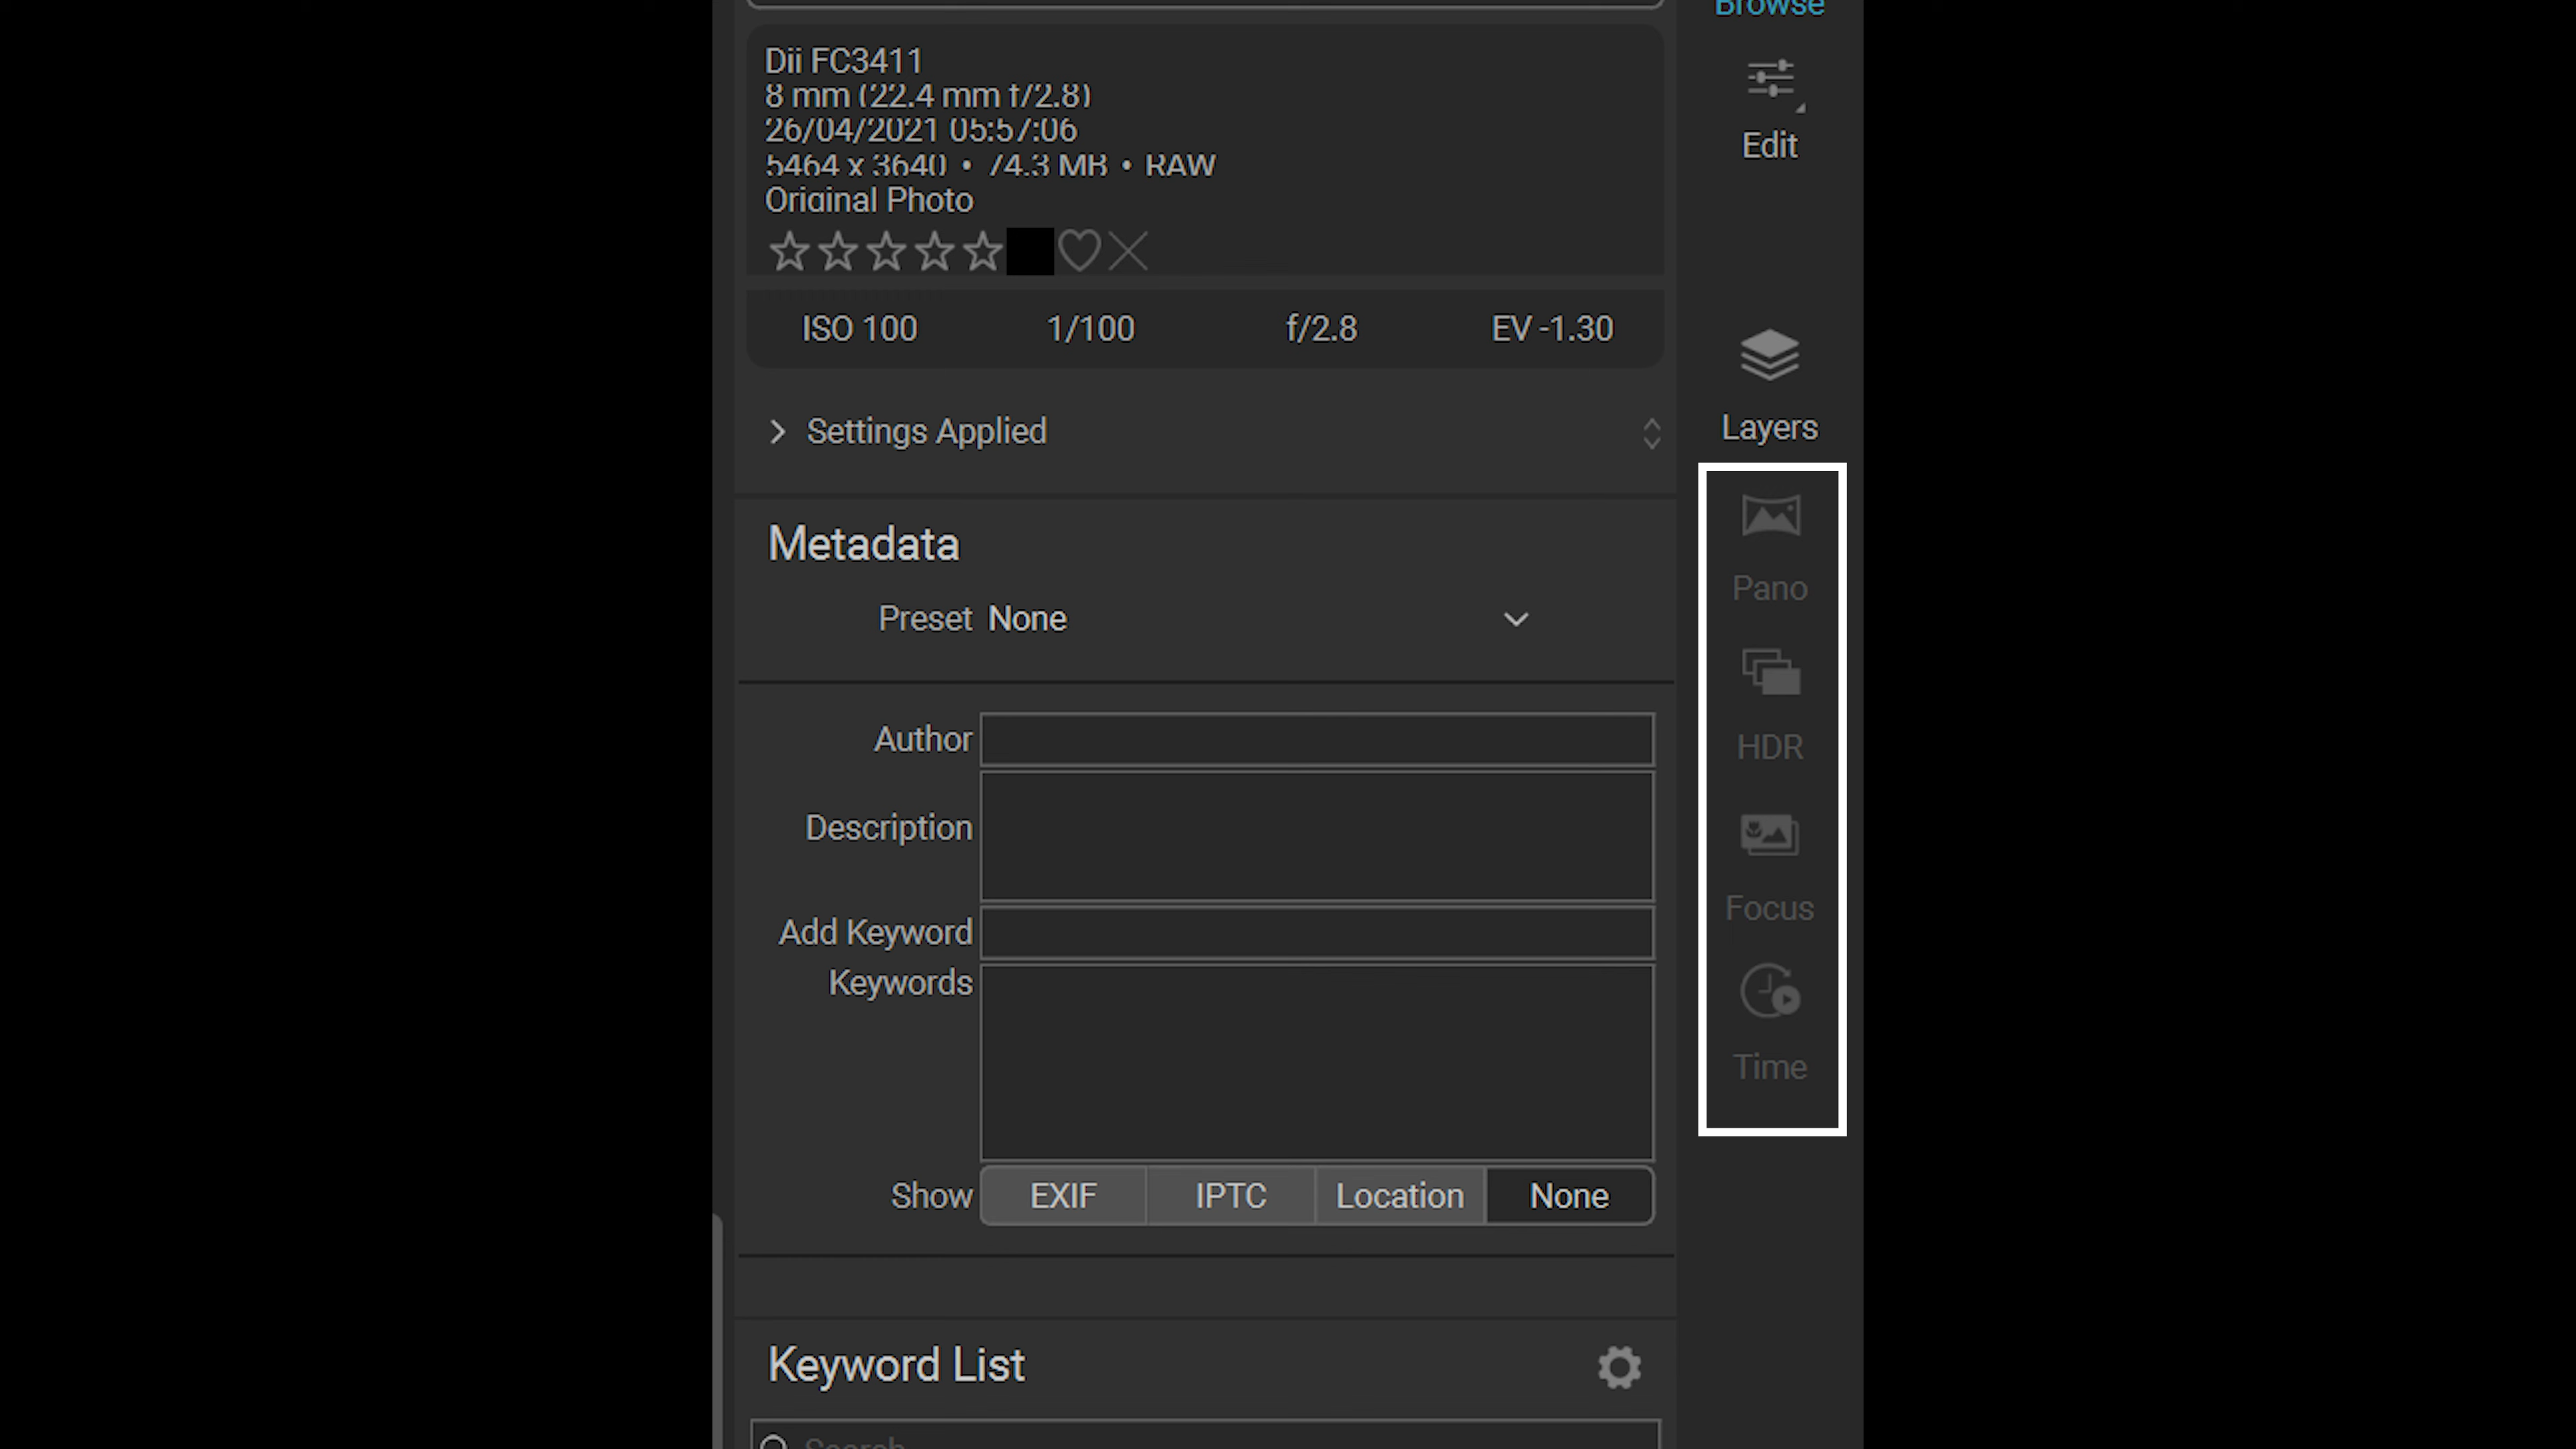 Browse
Dji FC3411
8 mm (22.4 mm f/2.8)
26/04/2021 05:57:06
5464 x 3640 • 74.3 MB • RAW
Original Photo
Edit
ISO 100 1/100 f/2.8 EV -1.30
Settings Applied
Layers
Metadata
Preset None
Pano
Author
HDR
Description
Focus
Add Keyword
Keywords
Time
Show EXIF IPTC Location None
Keyword List
Search